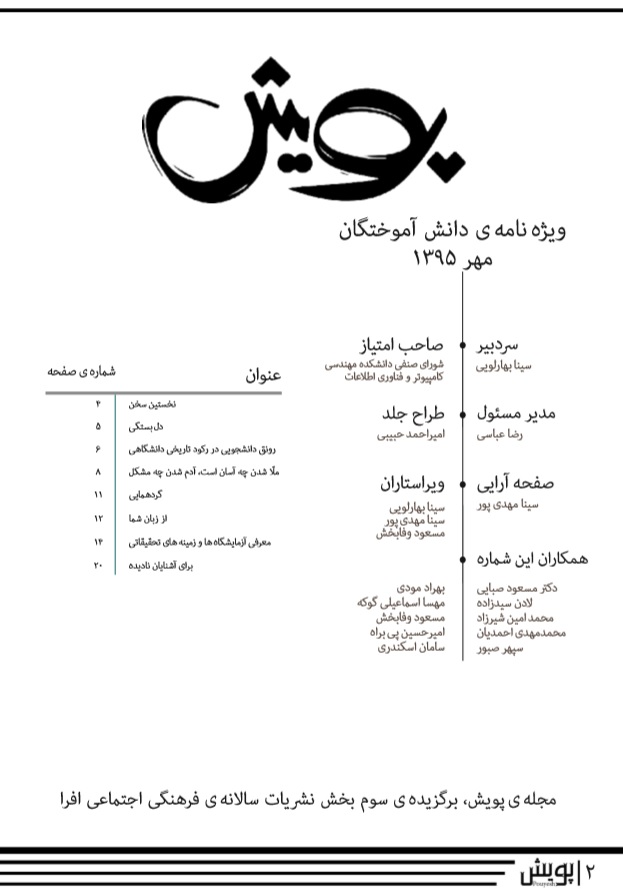 پویش
ویژه نامه ی دانش آموختگان
مهر ۱۳۹۵
سردبیر
سینا بهارلویی
صاحب امتیاز
شورای صنفی دانشکده مهندسی
کامپیوتر و فناوری اطلاعات
مدیر مسئول
رضا عباسی
طراح جلد
امیراحمد حبیبی
صفحه آرایی
سینا مهدی پور
ویراستاران
سینا بهارلویی
سینا مهدی پور
مسعود وفابخش
همکاران این شماره
دکتر مسعود صبایی
لادن سیدزاده
محمد امین شیرزاد
محمدمهدی احمدیان
سپهر صبور
بهراد مودی
مهسا اسماعیلی گوکه
مسعود وفابخش
امیرحسین پی براه
سامان اسکندری
عنوان شماره ی صفحه
نخستین سخن ۴
دل بستگی ۵
رونق دانشجویی در رکود تاریخی دانشگاهی ۶
ملّا شدن چه آسان است، آدم شدن چه مشکل ۸
گردهمایی ۱۱
از زبان شما ۱۲
معرفی آزمایشگاه ها و زمینه های تحقیقاتی ۱۴
برای آشنایان نادیده ۲۰
مجله ی پویش، برگزیده ی سوم بخش نشریات سالانه ی فرهنگی اجتماعی افرا
۲ | پویش